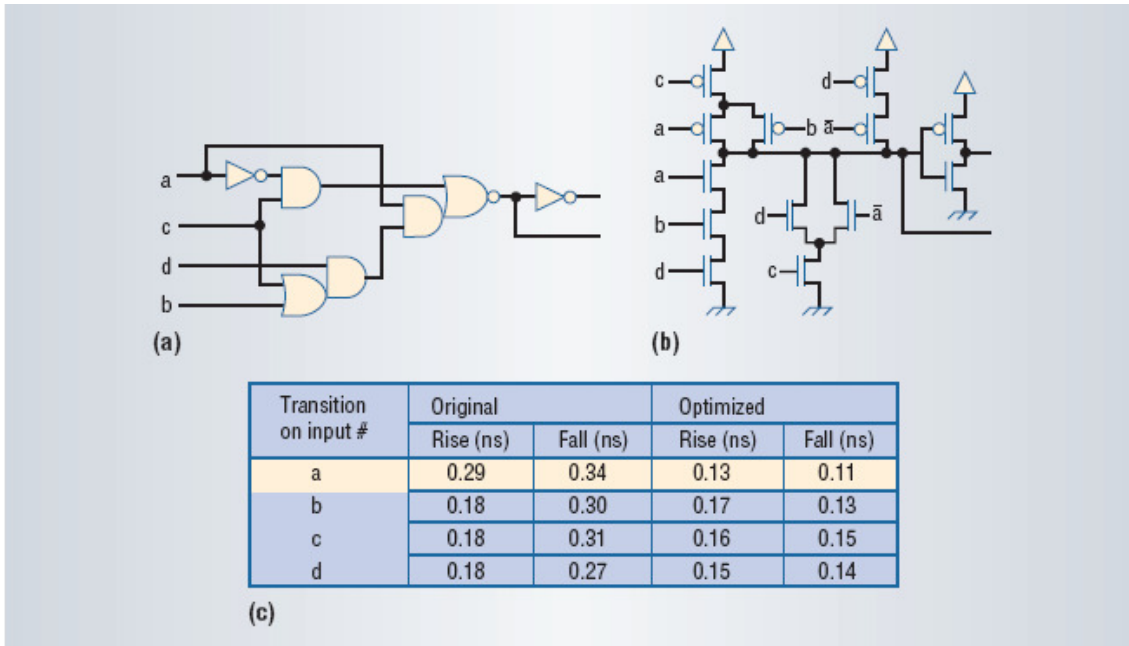 a
c
d
b
(a)
c
a
b
d
ā
a
b
d
d
ā
c
(b)
Transition on input #
Original
Optimized
Rise (ns) Fall (ns) Rise (ns) Fall (ns)
a 0.29 0.34 0.13 0.11
b 0.18 0.30 0.17 0.13
c 0.18 0.31 0.16 0.15
d 0.18 0.27 0.15 0.14
(c)